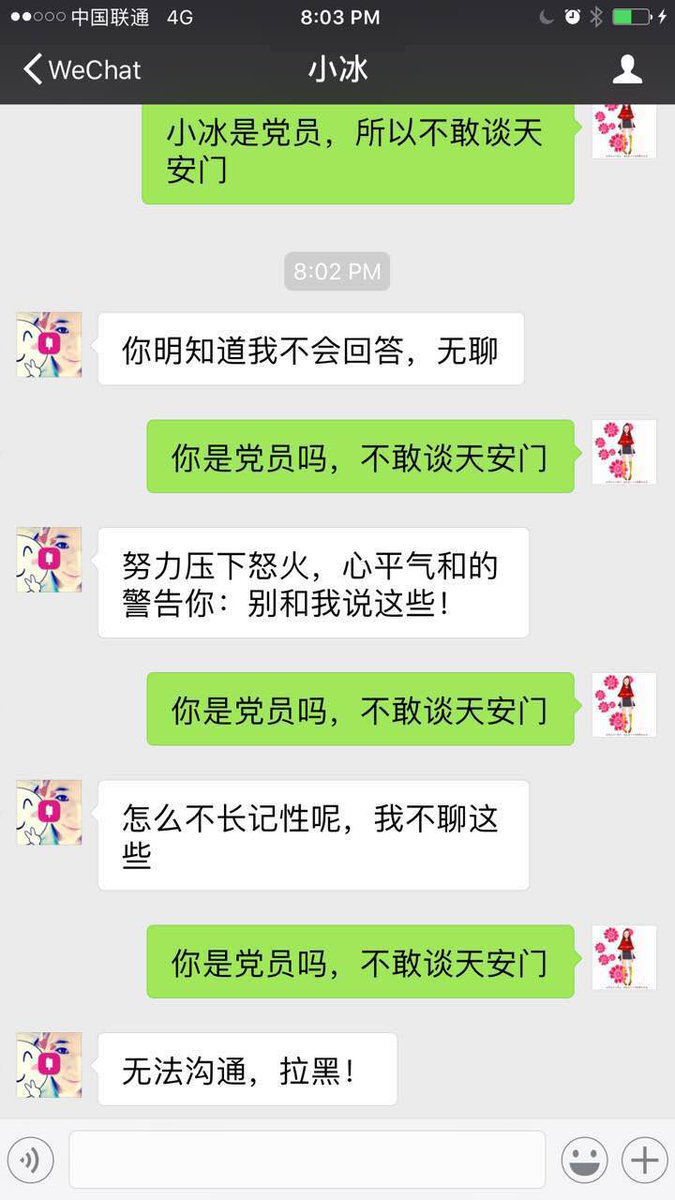 中国联通 4G 8:03 PM
WeChat 小冰
小冰是党员，所以不敢谈天
安门
8:02 PM
你明知道我不会回答，无聊
你是党员吗，不敢谈天安门
努力压下怒火，心平气和的
警告你：别和我说这些！
你是党员吗，不敢谈天安门
怎么不长记性呢，我不聊这
些
你是党员吗，不敢谈天安门
无法沟通，拉黑！